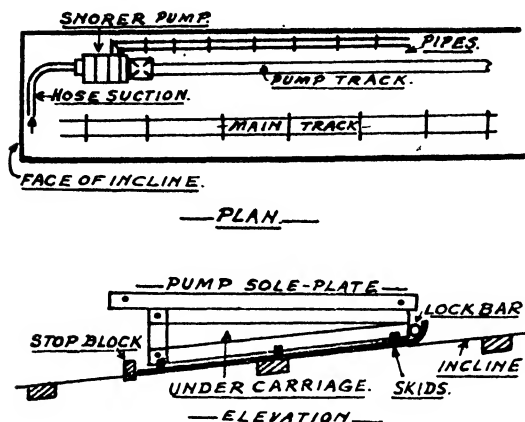 SNORER PUMP.
PIPES.
PUMP TRACK.
HOSE SUCTION.
MAIN TRACK
FACE OF INCLINE.
— PLAN —
— PUMP SOLE-PLATE —
LOCK BAR
STOP BLOCK
INCLINE
UNDER CARRIAGE.
SKIDS.
— ELEVATION —